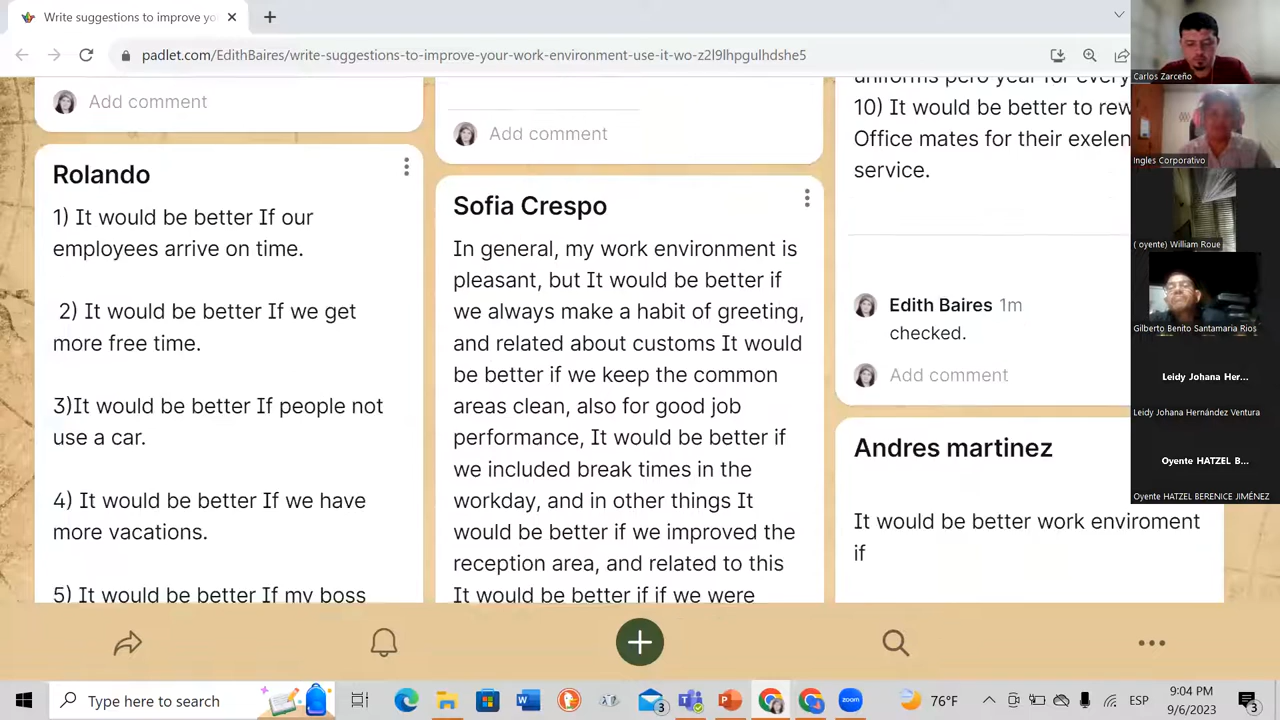 Write suggestions to improve yo
padlet.com/EdithBaires/write-suggestions-to-improve-your-work-environment-use-it-wo-z2l9lhpgulhdshe5
Add comment
Rolando
1) It would be better If our
employees arrive on time.
2) It would be better If we get
more free time.
3)It would be better If people not
use a car.
4) It would be better If we have
more vacations.
5) It would be better If my boss
Add comment
Sofia Crespo
In general, my work environment is
pleasant, but It would be better if
we always make a habit of greeting,
and related about customs It would
be better if we keep the common
areas clean, also for good job
performance, It would be better if
we included break times in the
workday, and in other things It
would be better if we improved the
reception area, and related to this
It would be better if if we were
uniforms pero year for every
10) It would be better to rew
Office mates for their exelen
service.
Edith Baires 1m
checked.
Add comment
Andres martinez
It would be better work enviroment
if
Carlos Zarceño
Ingles Corporativo
( oyente) William Roue
Gilberto Benito Santamaria Rios
Leidy Johana Her...
Leidy Johana Hernández Ventura
Oyente HATZEL B...
Oyente HATZEL BERENICE JIMÉNEZ
Type here to search
3
zoom
76°F
ESP
9:04 PM
9/6/2023
3